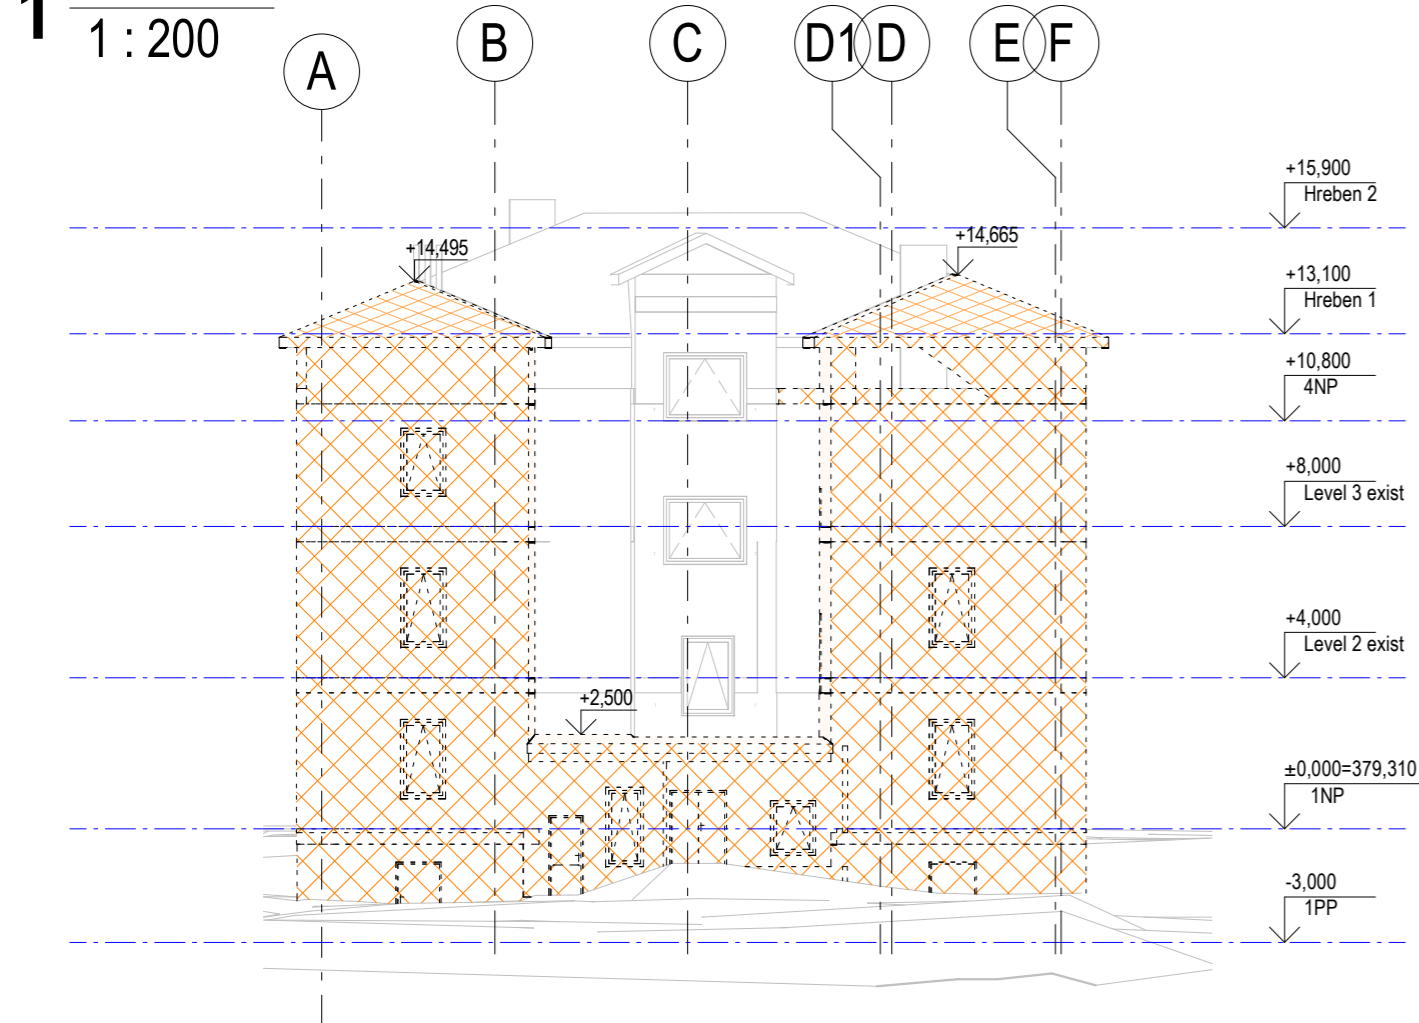 1
1 : 200
A
B
C
D1
D
E
F
+15,900
Hreben 2
+14,495
+14,665
+13,100
Hreben 1
+10,800
4NP
+8,000
Level 3 exist
+4,000
Level 2 exist
+2,500
±0,000=379,310
1NP
-3,000
1PP